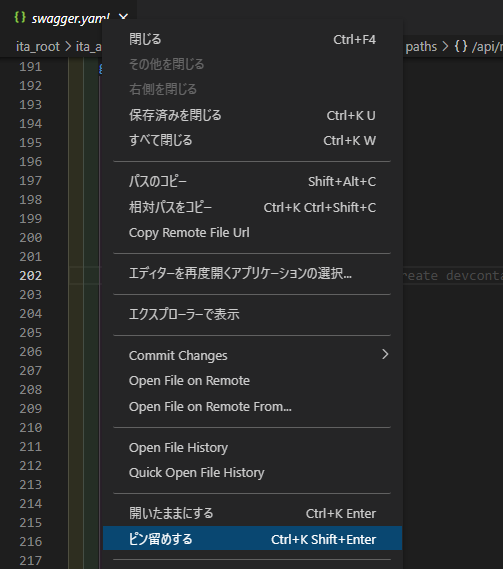 {} swagger.yaml ×
ita_root > ita_a
paths > {} /api/
閉じる Ctrl+F4
その他を閉じる
右側を閉じる
保存済みを閉じる Ctrl+K U
すべて閉じる Ctrl+K W
パスのコピー Shift+Alt+C
相対パスをコピー Ctrl+K Ctrl+Shift+C
Copy Remote File Url
エディターを再度開くアプリケーションの選択...
エクスプローラーで表示
Commit Changes >
Open File on Remote
Open File on Remote From...
Open File History
Quick Open File History
開いたままにする Ctrl+K Enter
ピン留めする Ctrl+K Shift+Enter
191
192
193
194
195
196
197
198
199
200
201
202 reate devconta
203
204
205
206
207
208
209
210
211
212
213
214
215
216
217